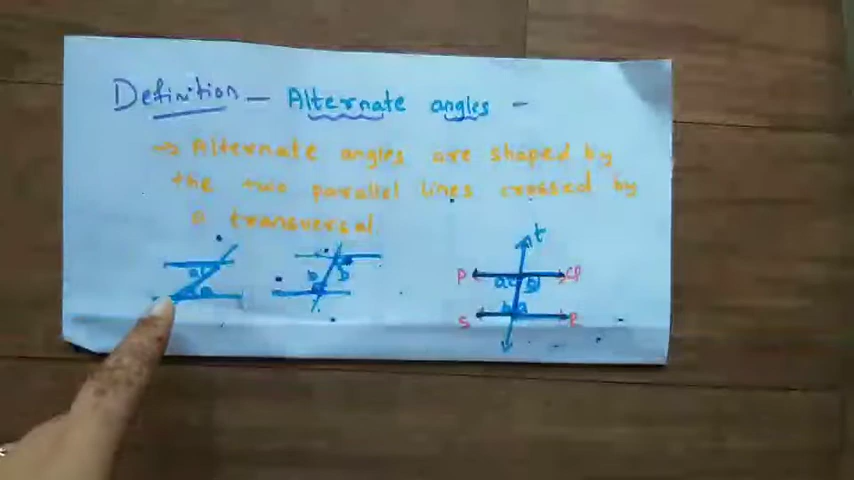 Definition — Alternate angles -
→ Alternate angles are shaped by
the two parallel lines crossed by
a transversal.
t
P
a b
S
b a
a
a
b
b